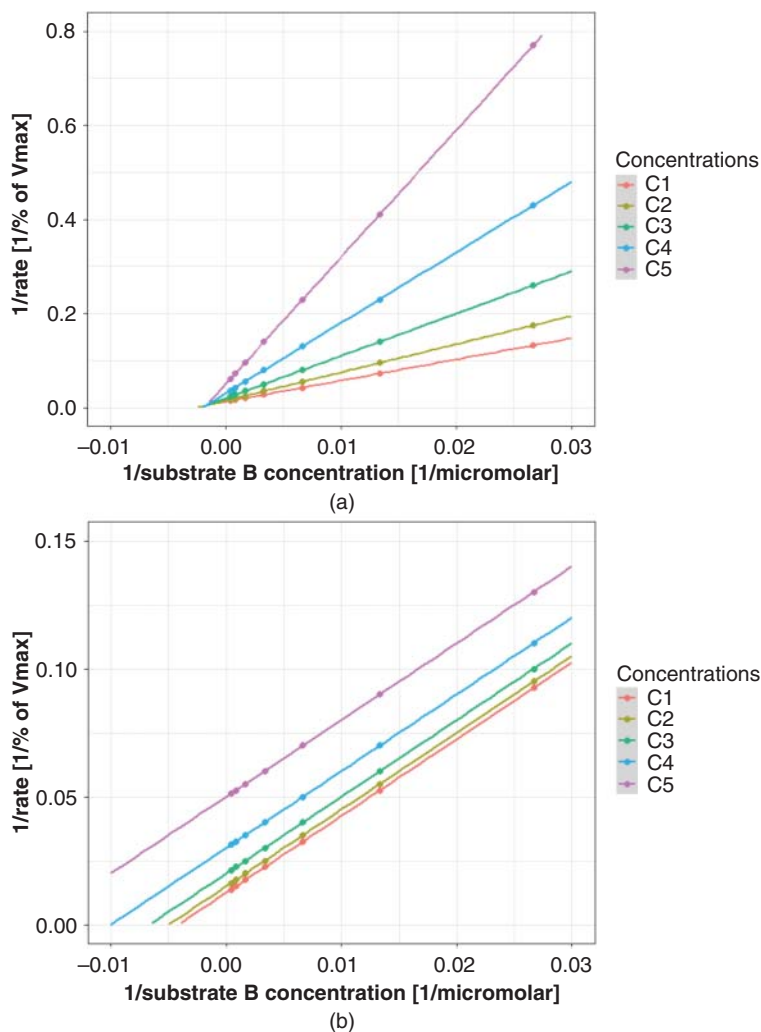 0.8
0.6
0.4
0.2
0.0
1/rate [1/% of Vmax]
−0.01 0.00 0.01 0.02 0.03
1/substrate B concentration [1/micromolar]
(a)
Concentrations
C1
C2
C3
C4
C5
0.15
0.10
0.05
0.00
1/rate [1/% of Vmax]
−0.01 0.00 0.01 0.02 0.03
1/substrate B concentration [1/micromolar]
(b)
Concentrations
C1
C2
C3
C4
C5